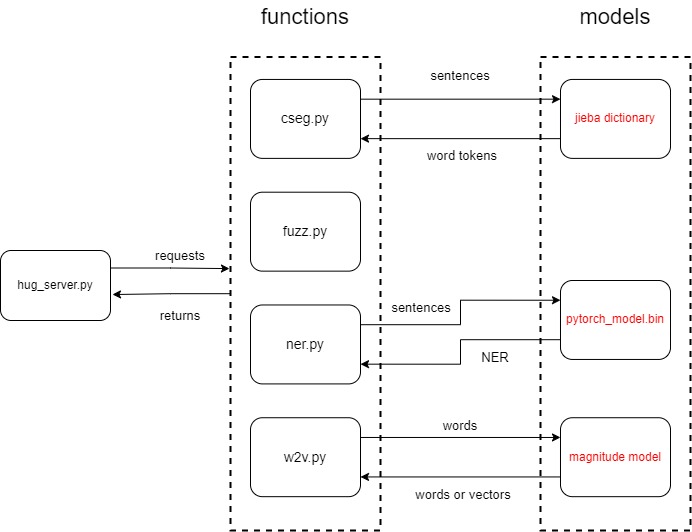 functions
models
sentences
cseg.py
jieba dictionary
word tokens
fuzz.py
requests
hug_server.py
returns
sentences
pytorch_model.bin
ner.py
NER
words
w2v.py
magnitude model
words or vectors